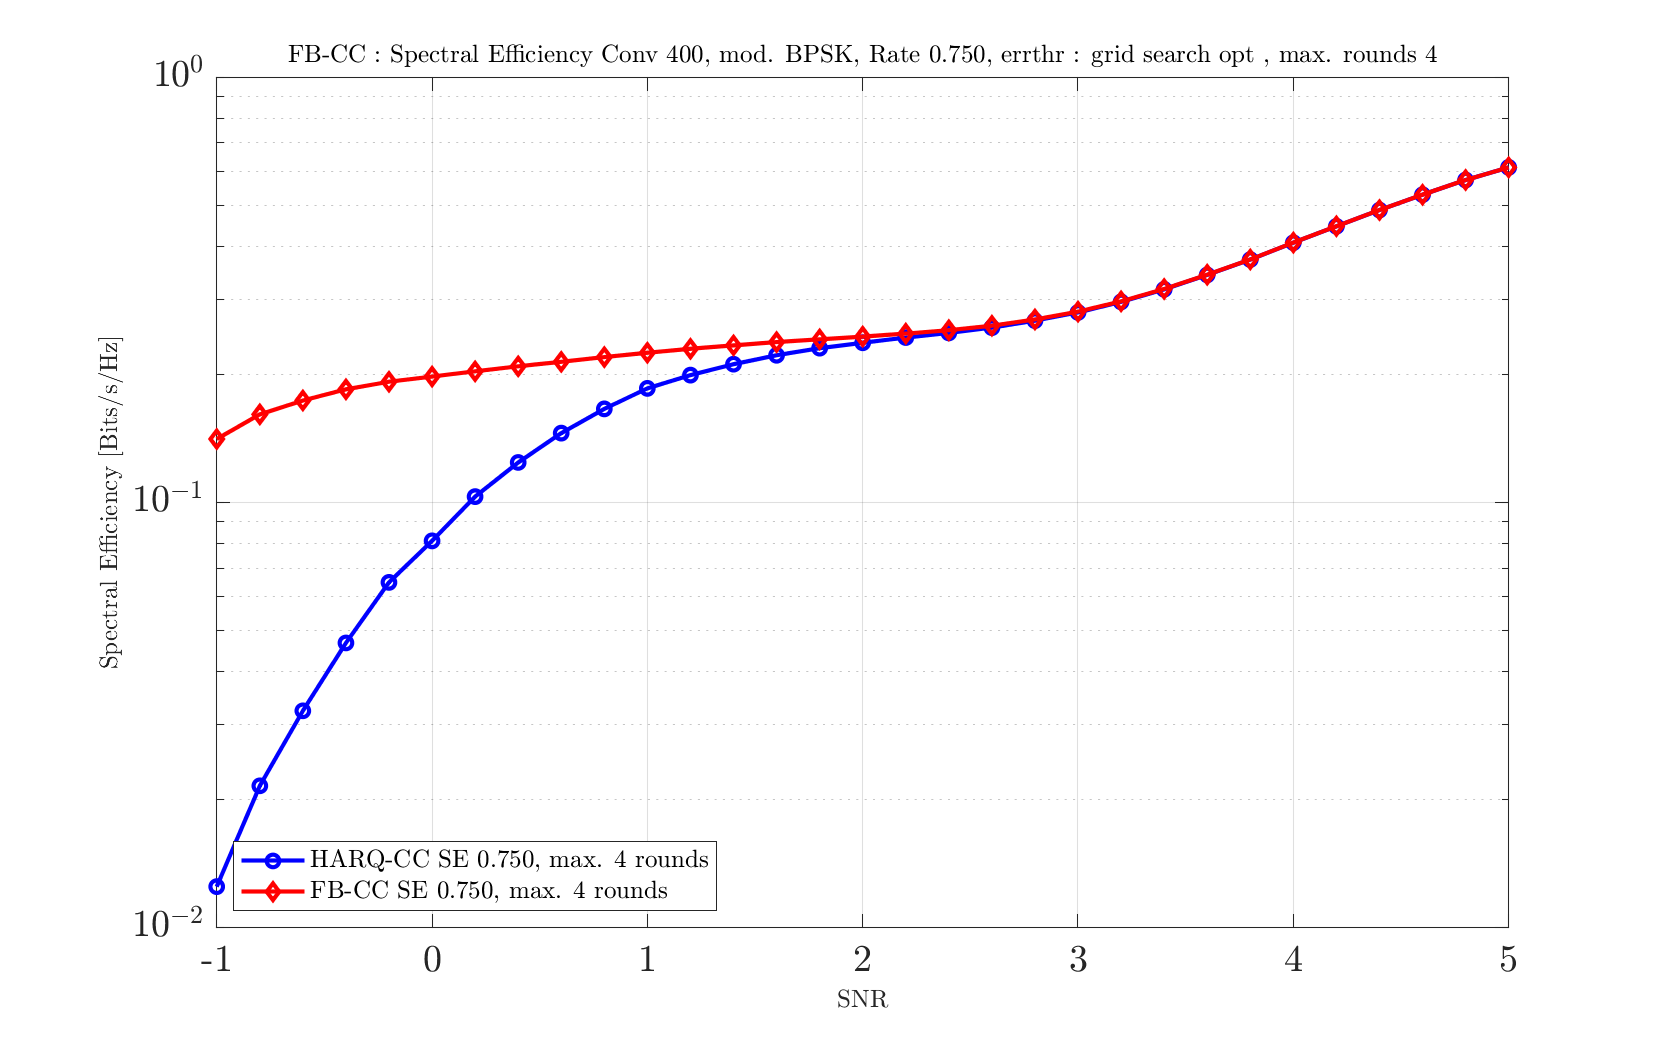 FB-CC : Spectral Efficiency Conv 400, mod. BPSK, Rate 0.750, errthr : grid search opt , max. rounds 4
10^0
10^-1
10^-2
Spectral Efficiency [Bits/s/Hz]
HARQ-CC SE 0.750, max. 4 rounds
FB-CC SE 0.750, max. 4 rounds
-1 0 1 2 3 4 5
SNR